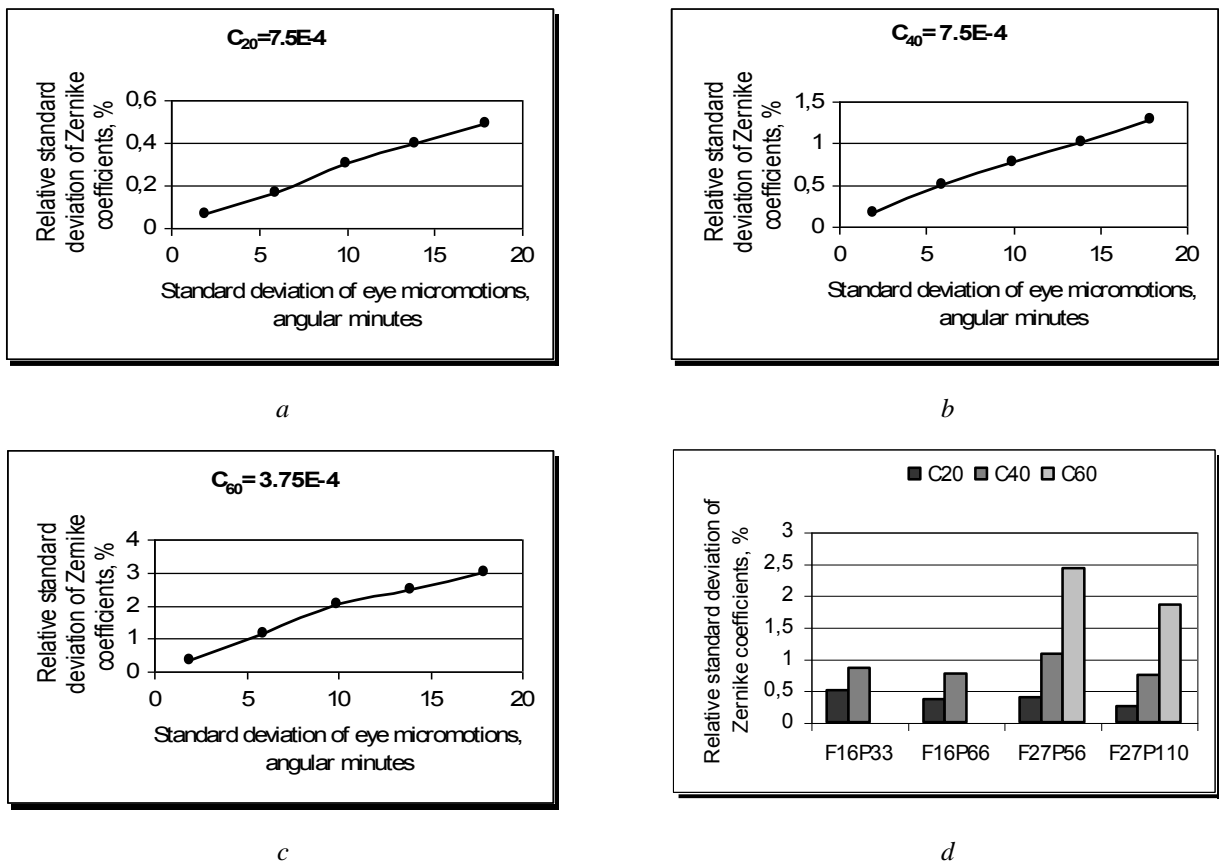 C20=7.5E-4
Relative standard
deviation of Zernike
coefficients, %
0,6
0,4
0,2
0
0 5 10 15 20
Standard deviation of eye micromotions,
angular minutes
a
C40= 7.5E-4
Relative standard
deviation of Zernike
coefficients, %
1,5
1
0,5
0
0 5 10 15 20
Standard deviation of eye micromotions,
angular minutes
b
C60= 3.75E-4
Relative standard
deviation of Zernike
coefficients, %
4
3
2
1
0
0 5 10 15 20
Standard deviation of eye micromotions,
angular minutes
c
C20 C40 C60
Relative standard deviation of
Zernike coefficients, %
3
2,5
2
1,5
1
0,5
0
F16P33 F16P66 F27P56 F27P110
d